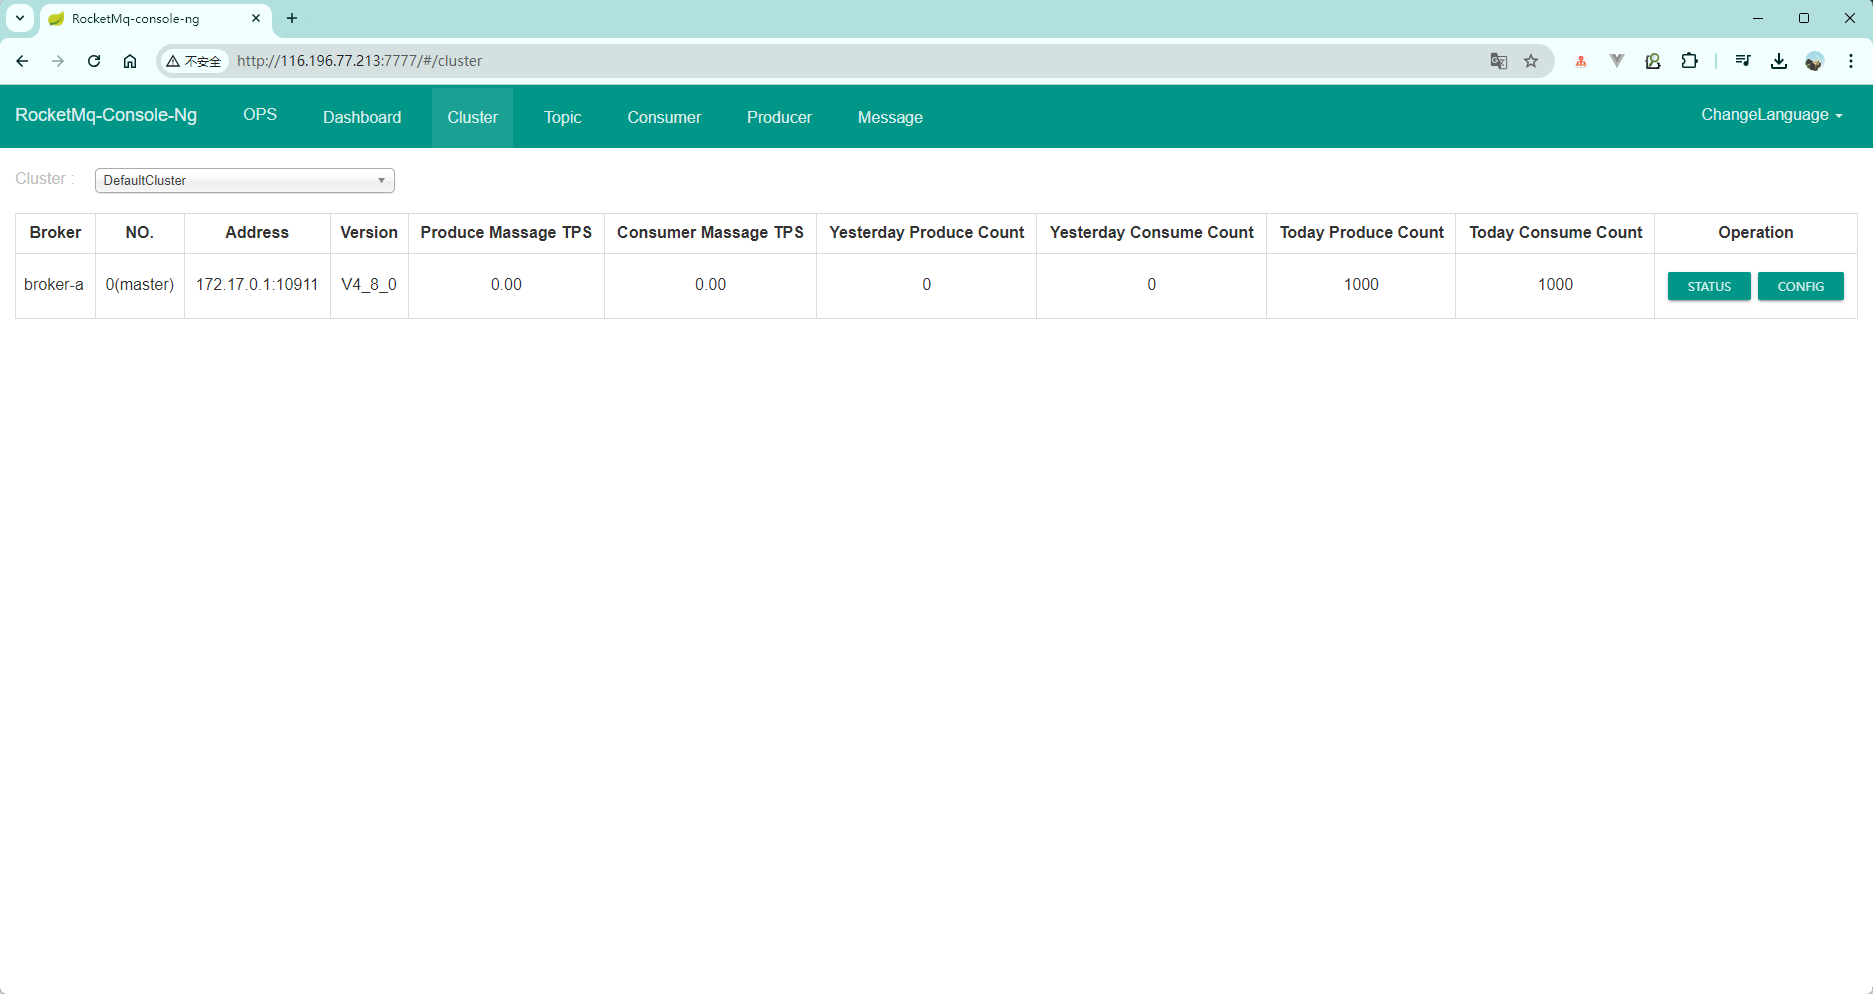 RocketMq-console-ng
不安全 http://116.196.77.213:7777/#/cluster
RocketMq-Console-Ng OPS Dashboard Cluster Topic Consumer Producer Message ChangeLanguage
Cluster : DefaultCluster
Broker NO. Address Version Produce Massage TPS Consumer Massage TPS Yesterday Produce Count Yesterday Consume Count Today Produce Count Today Consume Count Operation
broker-a 0(master) 172.17.0.1:10911 V4_8_0 0.00 0.00 0 0 1000 1000 STATUS CONFIG